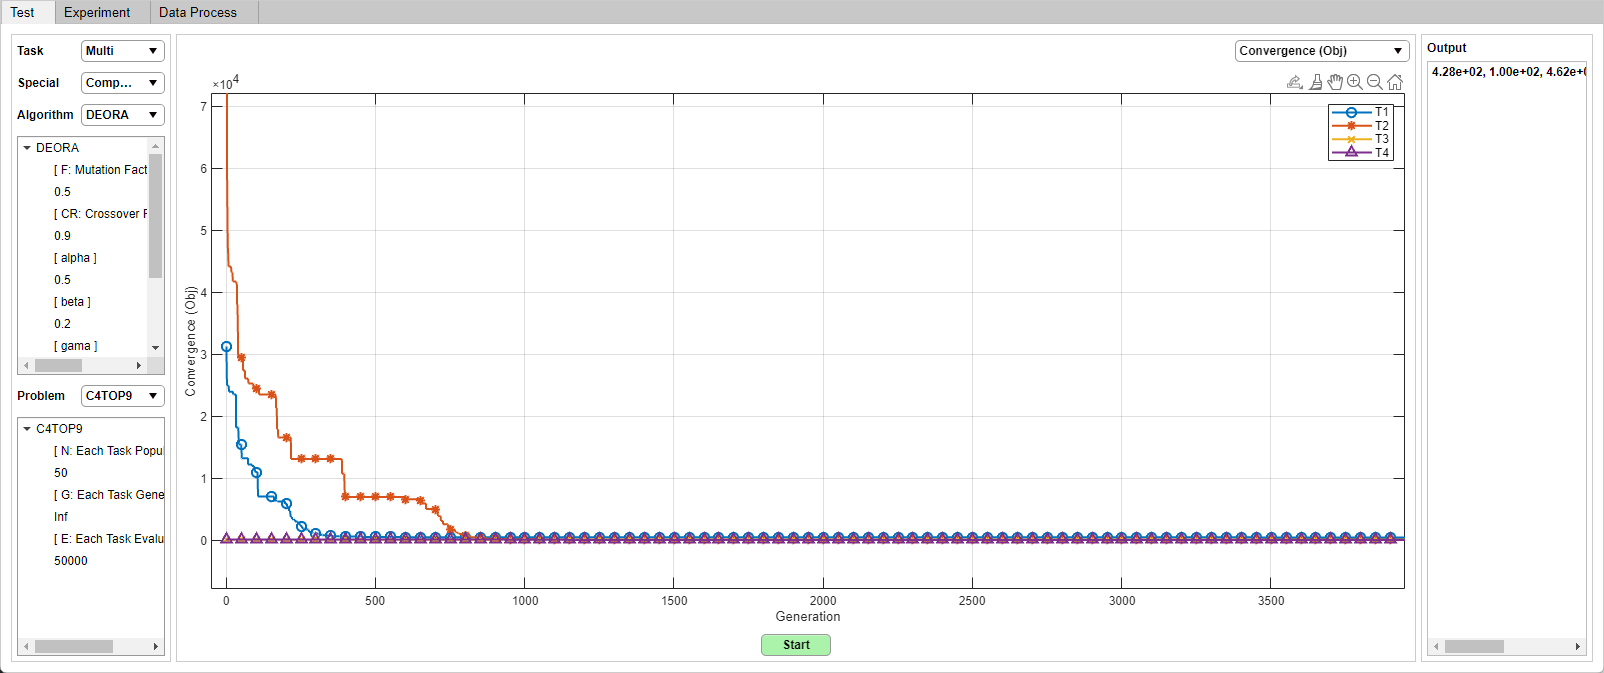 Test Experiment Data Process
Task Multi
Special Comp...
Algorithm DEORA
DEORA
[ F: Mutation Fact
0.5
[ CR: Crossover F
0.9
[ alpha ]
0.5
[ beta ]
0.2
[ gama ]
Problem C4TOP9
C4TOP9
[ N: Each Task Popul
50
[ G: Each Task Gene
Inf
[ E: Each Task Evalu
50000
Convergence (Obj)
×10^4
7
6
5
4
3
2
1
0
Convergence (Obj)
T1
T2
T3
T4
0 500 1000 1500 2000 2500 3000 3500
Generation
Start
Output
4.28e+02, 1.00e+02, 4.62e+0